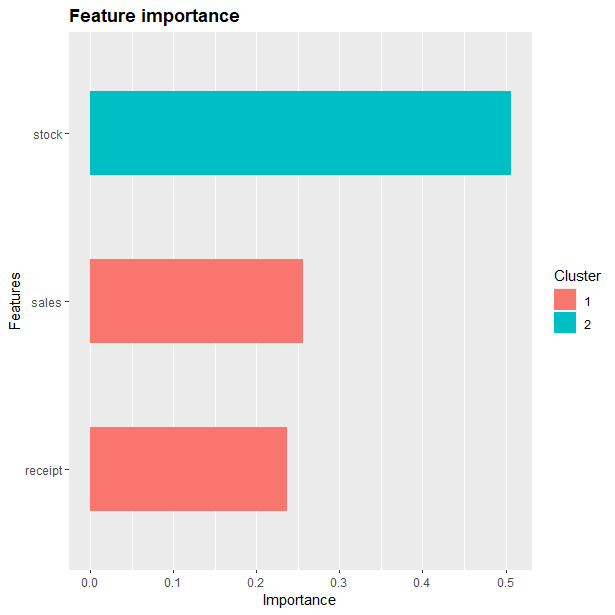 Feature importance
stock
sales
receipt
Features
0.0 0.1 0.2 0.3 0.4 0.5
Importance
Cluster
1
2